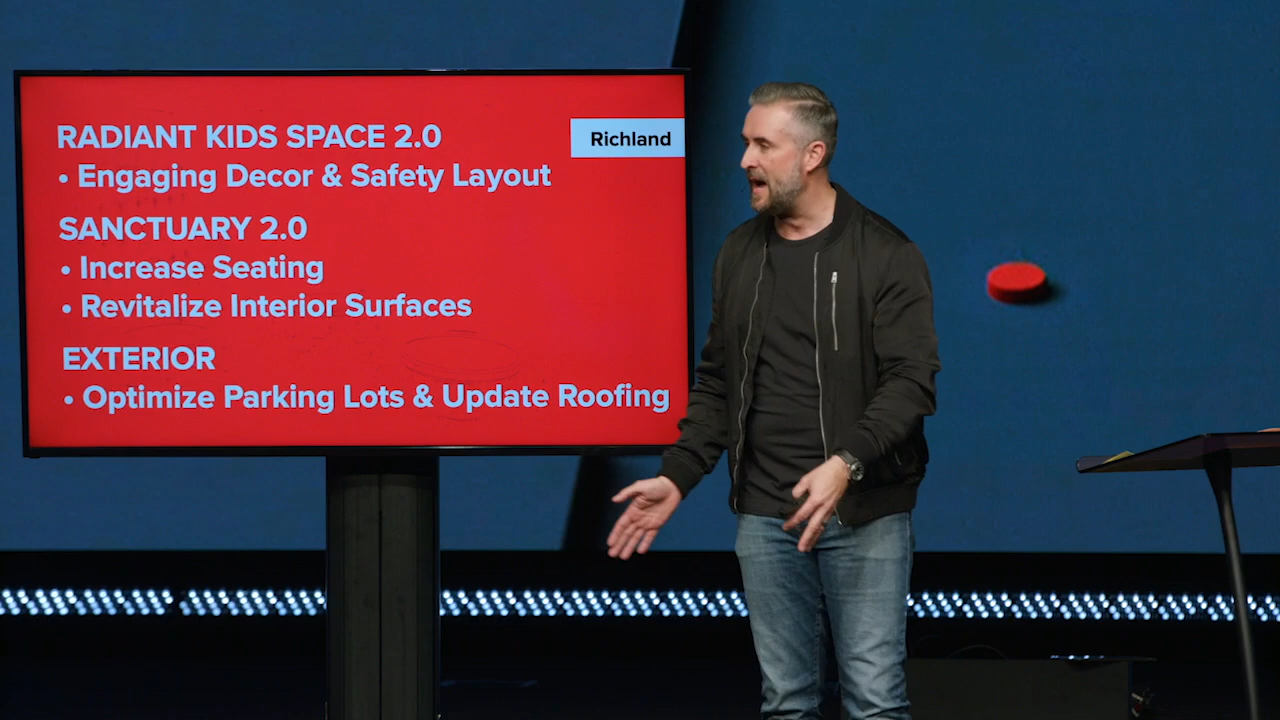 RADIANT KIDS SPACE 2.0
Richland
• Engaging Decor & Safety Layout
SANCTUARY 2.0
• Increase Seating
• Revitalize Interior Surfaces
EXTERIOR
• Optimize Parking Lots & Update Roofing